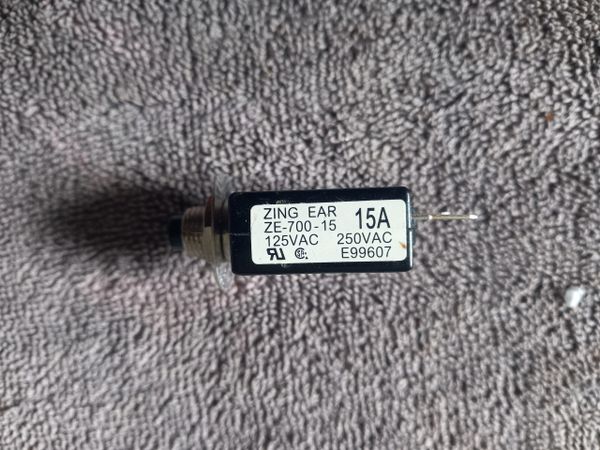 ZING EAR
ZE-700-15 15A
125VAC 250VAC
E99607